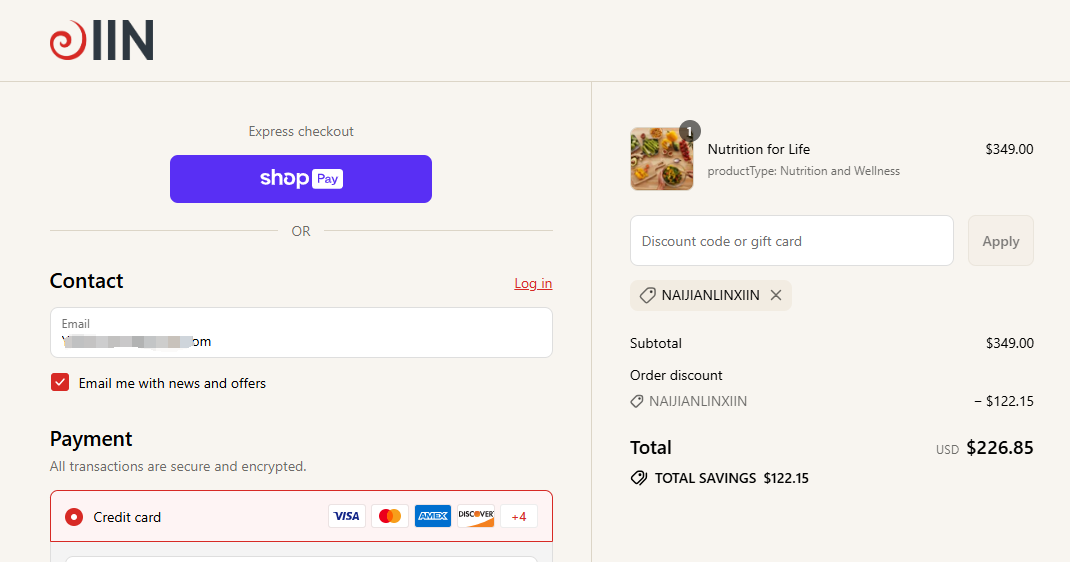 IIN
Express checkout
shop Pay
OR
Contact
Log in
Email
om
Email me with news and offers
Payment
All transactions are secure and encrypted.
Credit card
VISA
AMEX
DISCOVER
+4
1
Nutrition for Life
$349.00
productType: Nutrition and Wellness
Discount code or gift card
Apply
NAIJIANLINXIIN
Subtotal
$349.00
Order discount
NAIJIANLINXIIN
− $122.15
Total
USD $226.85
TOTAL SAVINGS $122.15